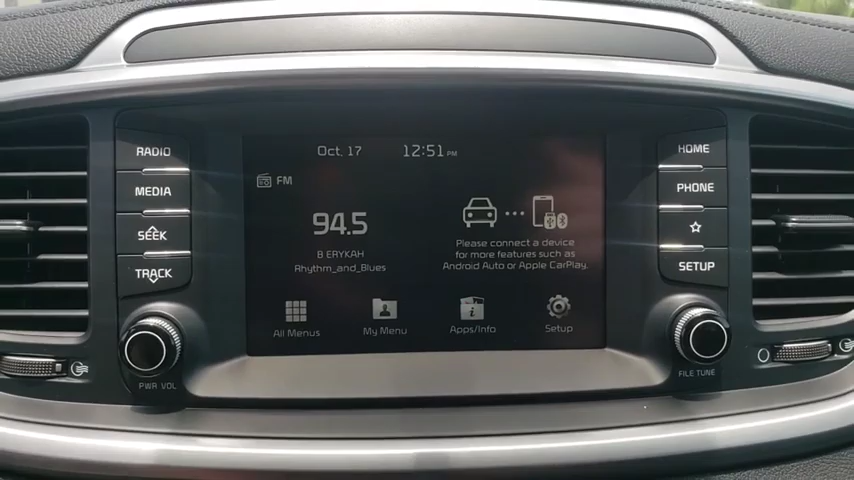 RADIO
MEDIA
SEEK
TRACK
PWR VOL
Oct. 17 12:51 PM
FM
94.5
B ERYKAH
Rhythm_and_Blues
Please connect a device
for more features such as
Android Auto or Apple CarPlay.
All Menus
My Menu
Apps/Info
Setup
HOME
PHONE
SETUP
FILE TUNE